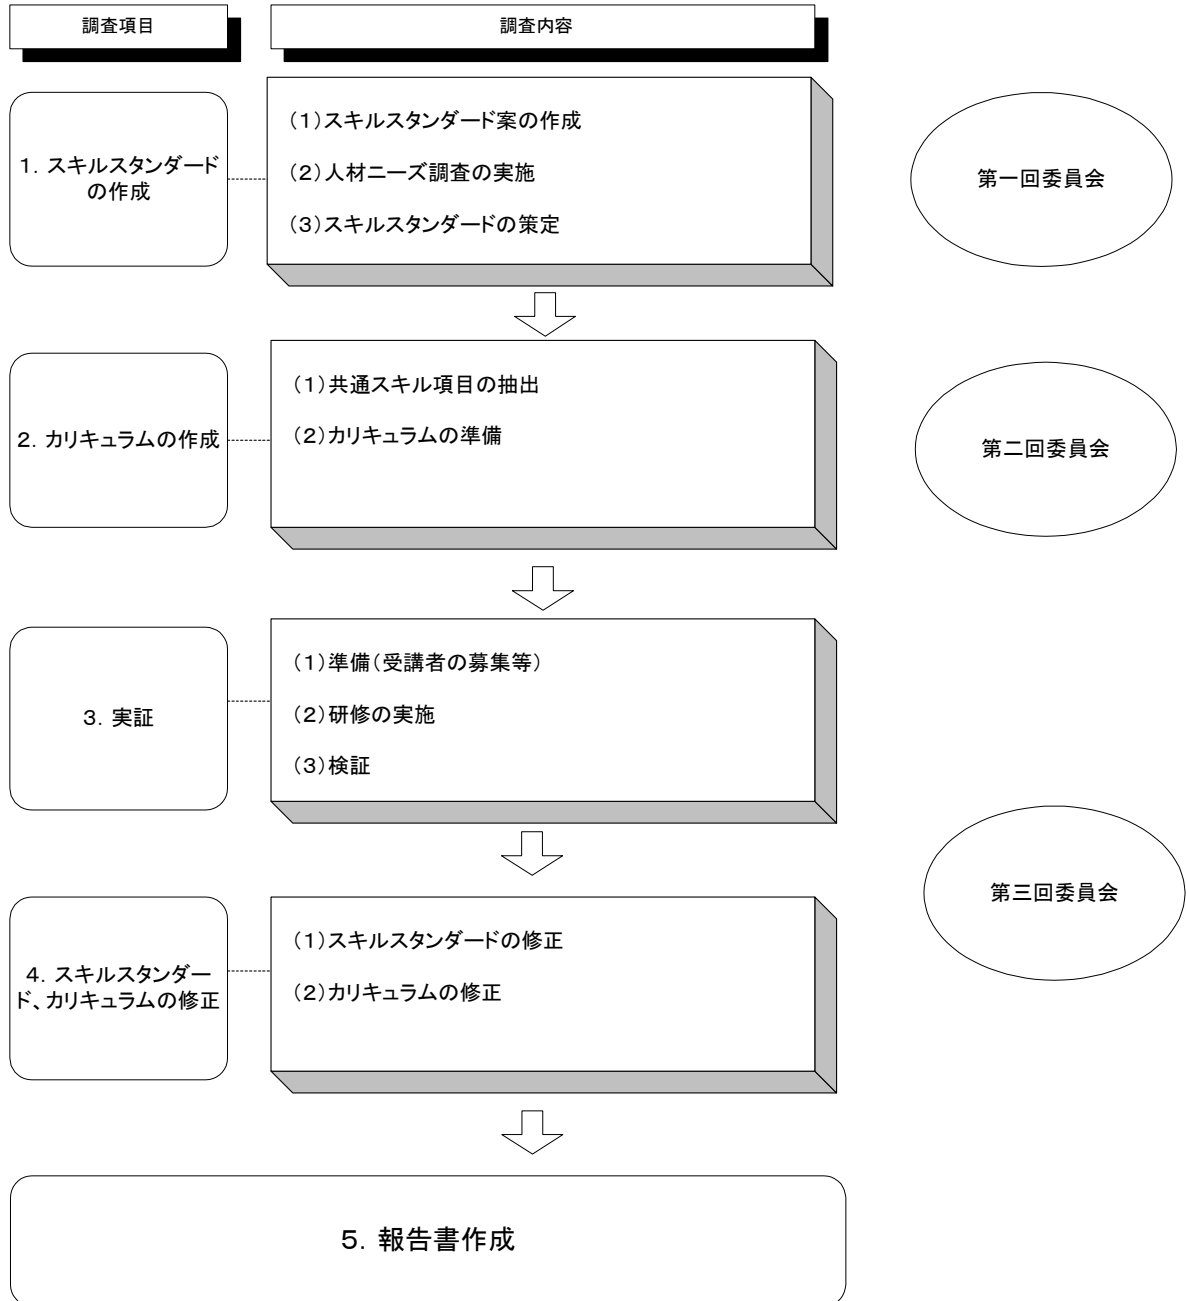 調査項目
調査内容
1．スキルスタンダード
の作成
（１）スキルスタンダード案の作成
（２）人材ニーズ調査の実施
（３）スキルスタンダードの策定
第一回委員会
2．カリキュラムの作成
（１）共通スキル項目の抽出
（２）カリキュラムの準備
第二回委員会
3．実証
（１）準備（受講者の募集等）
（２）研修の実施
（３）検証
第三回委員会
4．スキルスタンダー
ド、カリキュラムの修正
（１）スキルスタンダードの修正
（２）カリキュラムの修正
5．報告書作成